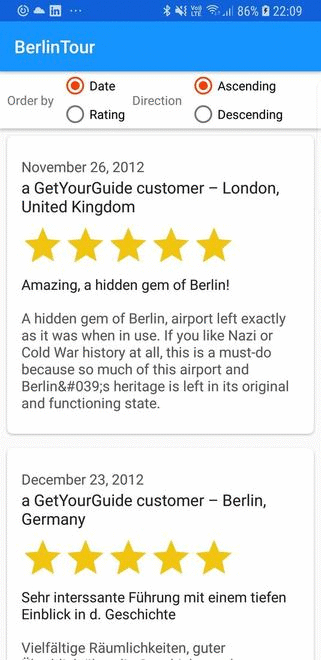 86% 22:09
BerlinTour
Order by
Date
Rating
Direction
Ascending
Descending
November 26, 2012
a GetYourGuide customer – London,
United Kingdom
Amazing, a hidden gem of Berlin!
A hidden gem of Berlin, airport left exactly
as it was when in use. If you like Nazi or
Cold War history at all, this is a must-do
because so much of this airport and
Berlin&#039;s heritage is left in its original
and functioning state.
December 23, 2012
a GetYourGuide customer – Berlin,
Germany
Sehr interssante Führung mit einem tiefen
Einblick in d. Geschichte
Vielfältige Räumlichkeiten, guter